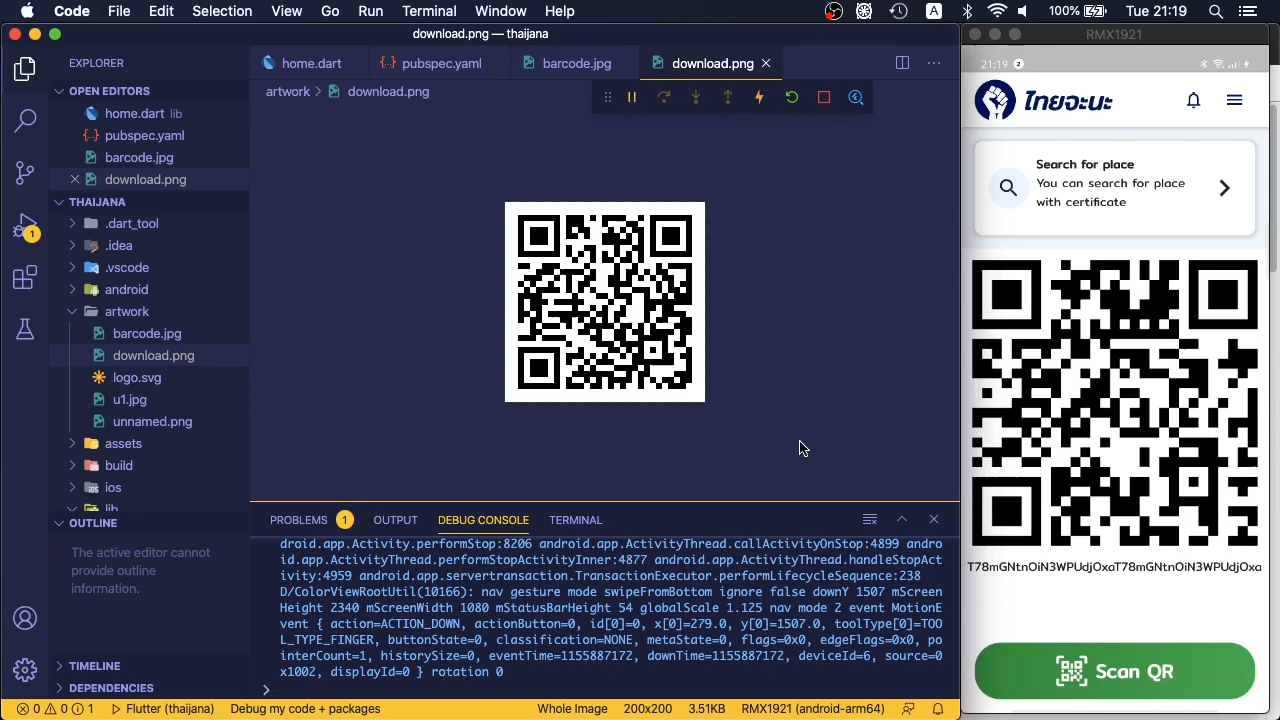 Code File Edit Selection View Go Run Terminal Window Help A 100% Tue 21:19
download.png — thaijana
RMX1921
EXPLORER
OPEN EDITORS
home.dart lib
pubspec.yaml
barcode.jpg
download.png
THAIJANA
.dart_tool
.idea
.vscode
android
artwork
barcode.jpg
download.png
logo.svg
u1.jpg
unnamed.png
assets
build
ios
lib
OUTLINE
The active editor cannot
provide outline
information.
TIMELINE
DEPENDENCIES
1
home.dart
pubspec.yaml
barcode.jpg
download.png
artwork > download.png
PROBLEMS 1 OUTPUT DEBUG CONSOLE TERMINAL
droid.app.Activity.performStop:8206 android.app.ActivityThread.callActivityOnStop:4899 andro
id.app.ActivityThread.performStopActivityInner:4877 android.app.ActivityThread.handleStopAct
ivity:4959 android.app.servertransaction.TransactionExecutor.performLifecycleSequence:238
D/ColorViewRootUtil(10166): nav gesture mode swipeFromBottom ignore false downY 1507 mScreen
Height 2340 mScreenWidth 1080 mStatusBarHeight 54 globalScale 1.125 nav mode 2 event MotionE
vent { action=ACTION_DOWN, actionButton=0, id[0]=0, x[0]=279.0, y[0]=1507.0, toolType[0]=TOO
L_TYPE_FINGER, buttonState=0, classification=NONE, metaState=0, flags=0x0, edgeFlags=0x0, po
interCount=1, historySize=0, eventTime=1155887172, downTime=1155887172, deviceId=6, source=0
x1002, displayId=0 } rotation 0
>
0 0 1 Flutter (thaijana) Debug my code + packages Whole Image 200x200 3.51KB RMX1921 (android-arm64)
21:19 2
ไทยอะนะ
Search for place
You can search for place
with certificate
T78mGNtnOiN3WPUdjOxaT78mGNtnOiN3WPUdjOxa
Scan QR